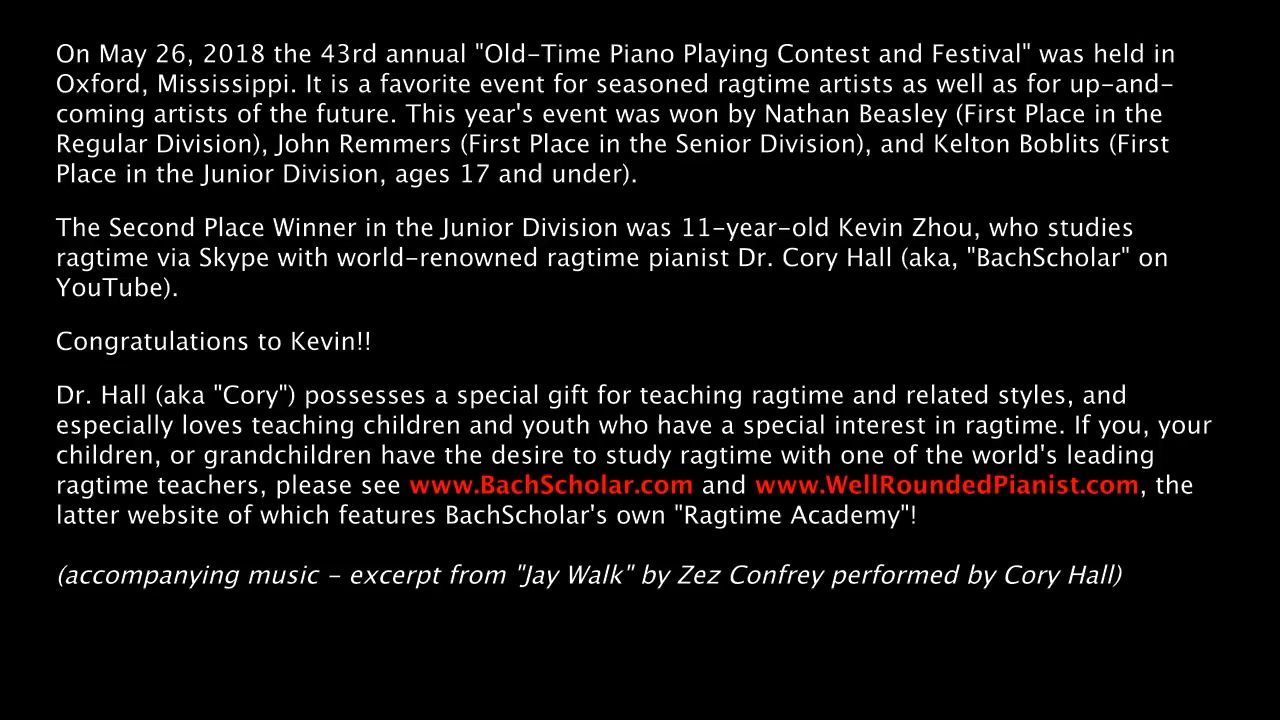 On May 26, 2018 the 43rd annual "Old-Time Piano Playing Contest and Festival" was held in
Oxford, Mississippi. It is a favorite event for seasoned ragtime artists as well as for up-and-
coming artists of the future. This year's event was won by Nathan Beasley (First Place in the
Regular Division), John Remmers (First Place in the Senior Division), and Kelton Boblits (First
Place in the Junior Division, ages 17 and under).
The Second Place Winner in the Junior Division was 11-year-old Kevin Zhou, who studies
ragtime via Skype with world-renowned ragtime pianist Dr. Cory Hall (aka, "BachScholar" on
YouTube).
Congratulations to Kevin!!
Dr. Hall (aka "Cory") possesses a special gift for teaching ragtime and related styles, and
especially loves teaching children and youth who have a special interest in ragtime. If you, your
children, or grandchildren have the desire to study ragtime with one of the world's leading
ragtime teachers, please see www.BachScholar.com and www.WellRoundedPianist.com, the
latter website of which features BachScholar's own "Ragtime Academy"!
(accompanying music - excerpt from "Jay Walk" by Zez Confrey performed by Cory Hall)